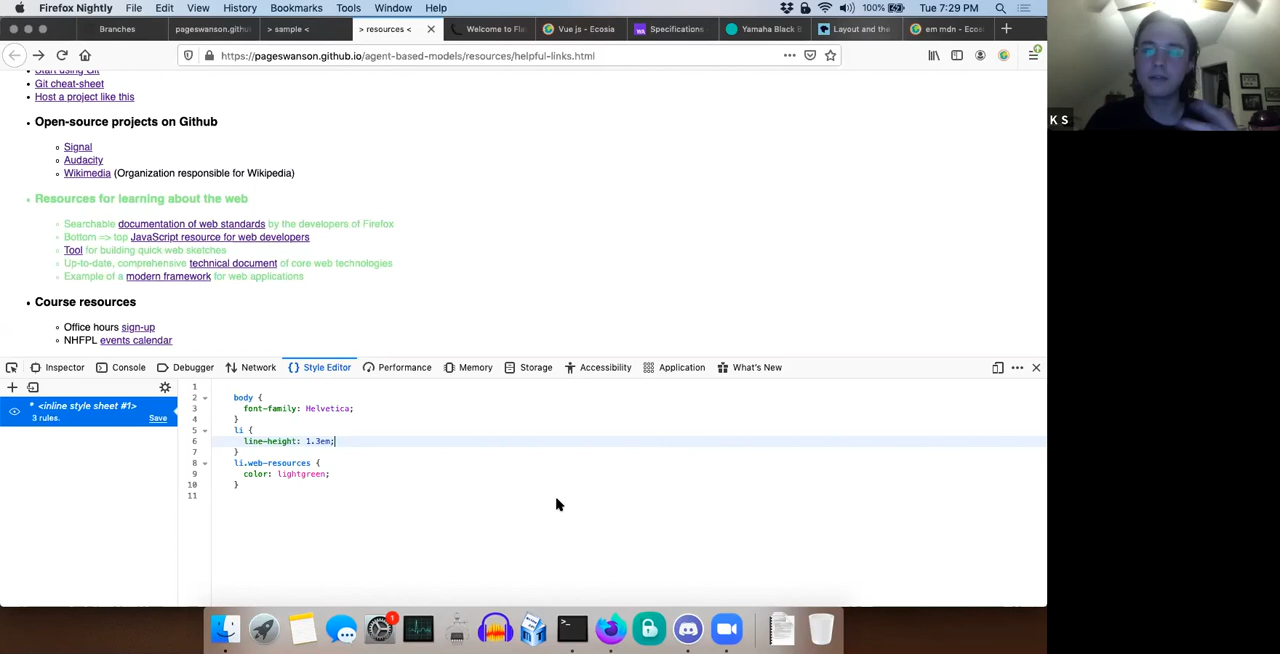 Firefox Nightly File Edit View History Bookmarks Tools Window Help 100% Tue 7:29 PM
Branches pageswanson.github. > sample < > resources < Welcome to Fla Vue js - Ecosia Specifications Yamaha Black B Layout and the em mdn - Ecos
https://pageswanson.github.io/agent-based-models/resources/helpful-links.html
Start using Git
Git cheat-sheet
Host a project like this
Open-source projects on Github
Signal
Audacity
Wikimedia (Organization responsible for Wikipedia)
Resources for learning about the web
Searchable documentation of web standards by the developers of Firefox
Bottom => top JavaScript resource for web developers
Tool for building quick web sketches
Up-to-date, comprehensive technical document of core web technologies
Example of a modern framework for web applications
Course resources
Office hours sign-up
NHFPL events calendar
K S
Inspector Console Debugger Network {} Style Editor Performance Memory Storage Accessibility Application What's New
* <inline style sheet #1>
3 rules. Save
1
2 body {
3 font-family: Helvetica;
4 }
5 li {
6 line-height: 1.3em;
7 }
8 li.web-resources {
9 color: lightgreen;
10 }
11
1